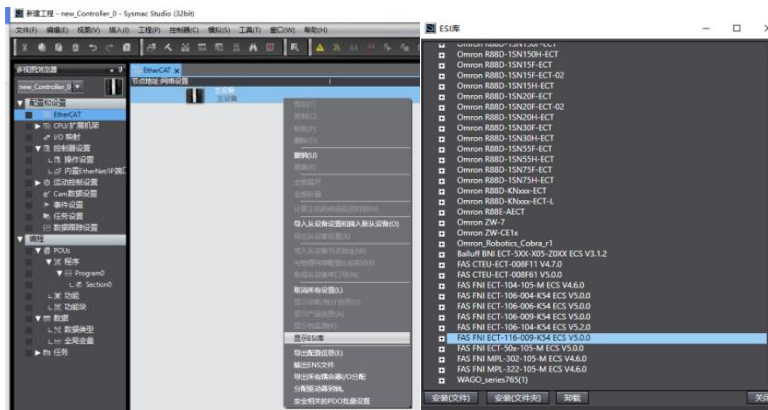 新建工程 - new_Controller_0 - Sysmac Studio (32bit)
文件(F) 编辑(E) 视图(V) 插入(I) 工程(P) 控制器(C) 模拟(S) 工具(T) 窗口(W) 帮助(H)
多视图浏览器
new_Controller_0
配置和设置
EtherCAT
CPU/扩展机架
I/O 映射
控制器设置
操作设置
内置EtherNet/IP端口
运动控制设置
Cam数据设置
事件设置
任务设置
数据跟踪设置
编程
POUs
程序
Program0
Section0
功能
功能块
数据
数据类型
全局变量
任务
EtherCAT
节点地址 网络设置
主设备
主设备
撤销(U)
导入从设备设置和插入新从设备(O)
取消所有设置(L)
显示ESI库
导出配置信息(E)
输出ENS文件
导出所有耦合器I/O分配
安全相关的PDO批量设置
ESI库
Omron R88D-1SN150F-ECT
Omron R88D-1SN150H-ECT
Omron R88D-1SN15F-ECT
Omron R88D-1SN15F-ECT-02
Omron R88D-1SN15H-ECT
Omron R88D-1SN20F-ECT
Omron R88D-1SN20F-ECT-02
Omron R88D-1SN20H-ECT
Omron R88D-1SN30F-ECT
Omron R88D-1SN30H-ECT
Omron R88D-1SN55F-ECT
Omron R88D-1SN55H-ECT
Omron R88D-1SN75F-ECT
Omron R88D-1SN75H-ECT
Omron R88D-KNxxx-ECT
Omron R88D-KNxxx-ECT-L
Omron R88E-AECT
Omron ZW-7
Omron ZW-CE1x
Omron_Robotics_Cobra_r1
Balluff BNI ECT-5XX-X05-Z0XX ECS V3.1.2
FAS CTEU-ECT-008F11 V4.7.0
FAS CTEU-ECT-008F61 V5.0.0
FAS FNI ECT-104-105-M ECS V4.6.0
FAS FNI ECT-106-004-K54 ECS V5.0.0
FAS FNI ECT-106-006-K54 ECS V5.0.0
FAS FNI ECT-106-009-K54 ECS V5.0.0
FAS FNI ECT-106-104-K54 ECS V5.2.0
FAS FNI ECT-116-009-K54 ECS V5.0.0
FAS FNI ECT-50x-105-M ECS V5.0.0
FAS FNI MPL-302-105-M ECS V4.6.0
FAS FNI MPL-322-105-M ECS V4.6.0
WAGO_series765(1)
安装(文件) 安装(文件夹) 卸载 关闭